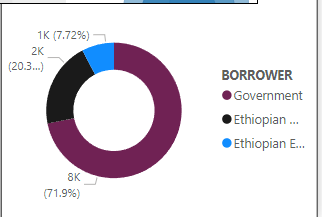 1K (7.72%)
2K
(20.3...)
BORROWER
Government
Ethiopian ...
Ethiopian E...
8K
(71.9%)